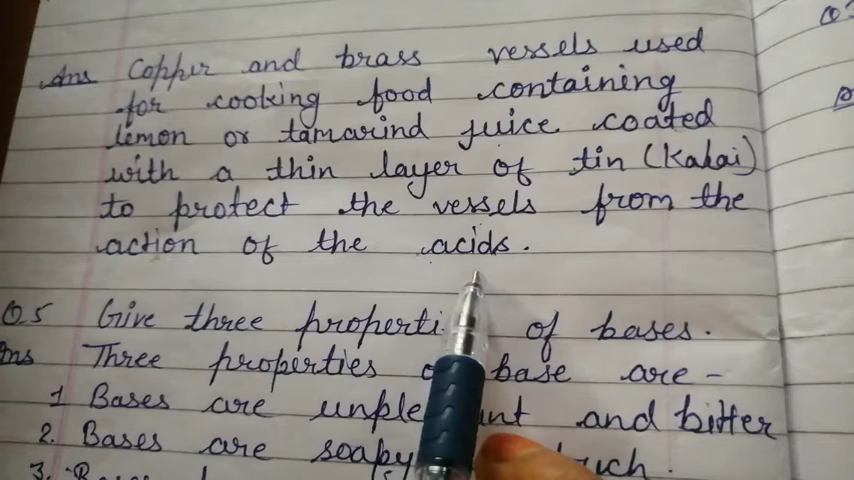 Ans Copper and brass vessels used
for cooking food containing
lemon or tamarind juice coated
with a thin layer of tin (Kalai)
to protect the vessels from the
action of the acids.
Q.5 Give three properti of bases.
Ans Three properties base are -
1 Bases are unple nt and bitter
2. Bases are soapy uch.
3.